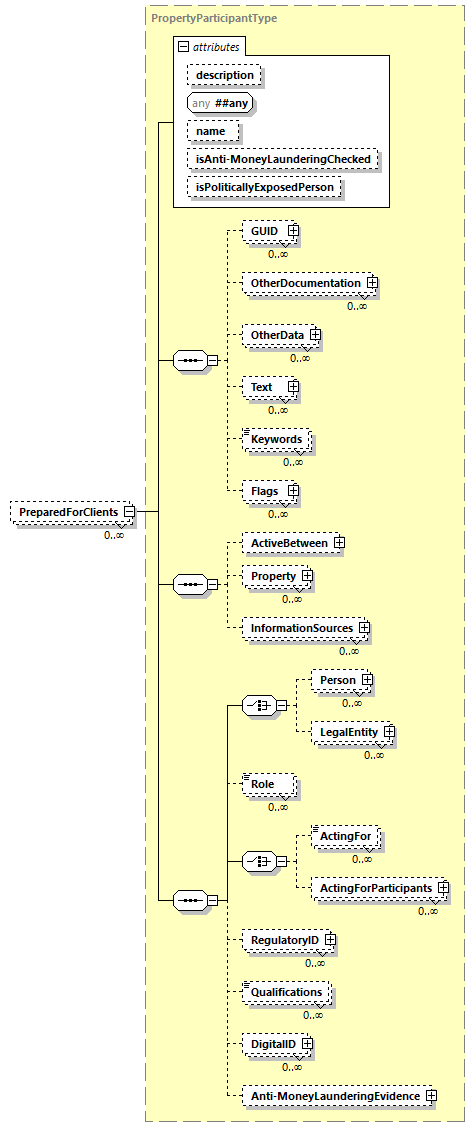 PropertyParticipantType
attributes
description
any ##any
name
isAnti-MoneyLaunderingChecked
isPoliticallyExposedPerson
GUID
0..∞
OtherDocumentation
0..∞
OtherData
0..∞
Text
0..∞
Keywords
0..∞
Flags
0..∞
PreparedForClients
0..∞
ActiveBetween
Property
0..∞
InformationSources
0..∞
Person
0..∞
LegalEntity
0..∞
Role
0..∞
ActingFor
0..∞
ActingForParticipants
0..∞
RegulatoryID
0..∞
Qualifications
0..∞
DigitalID
0..∞
Anti-MoneyLaunderingEvidence